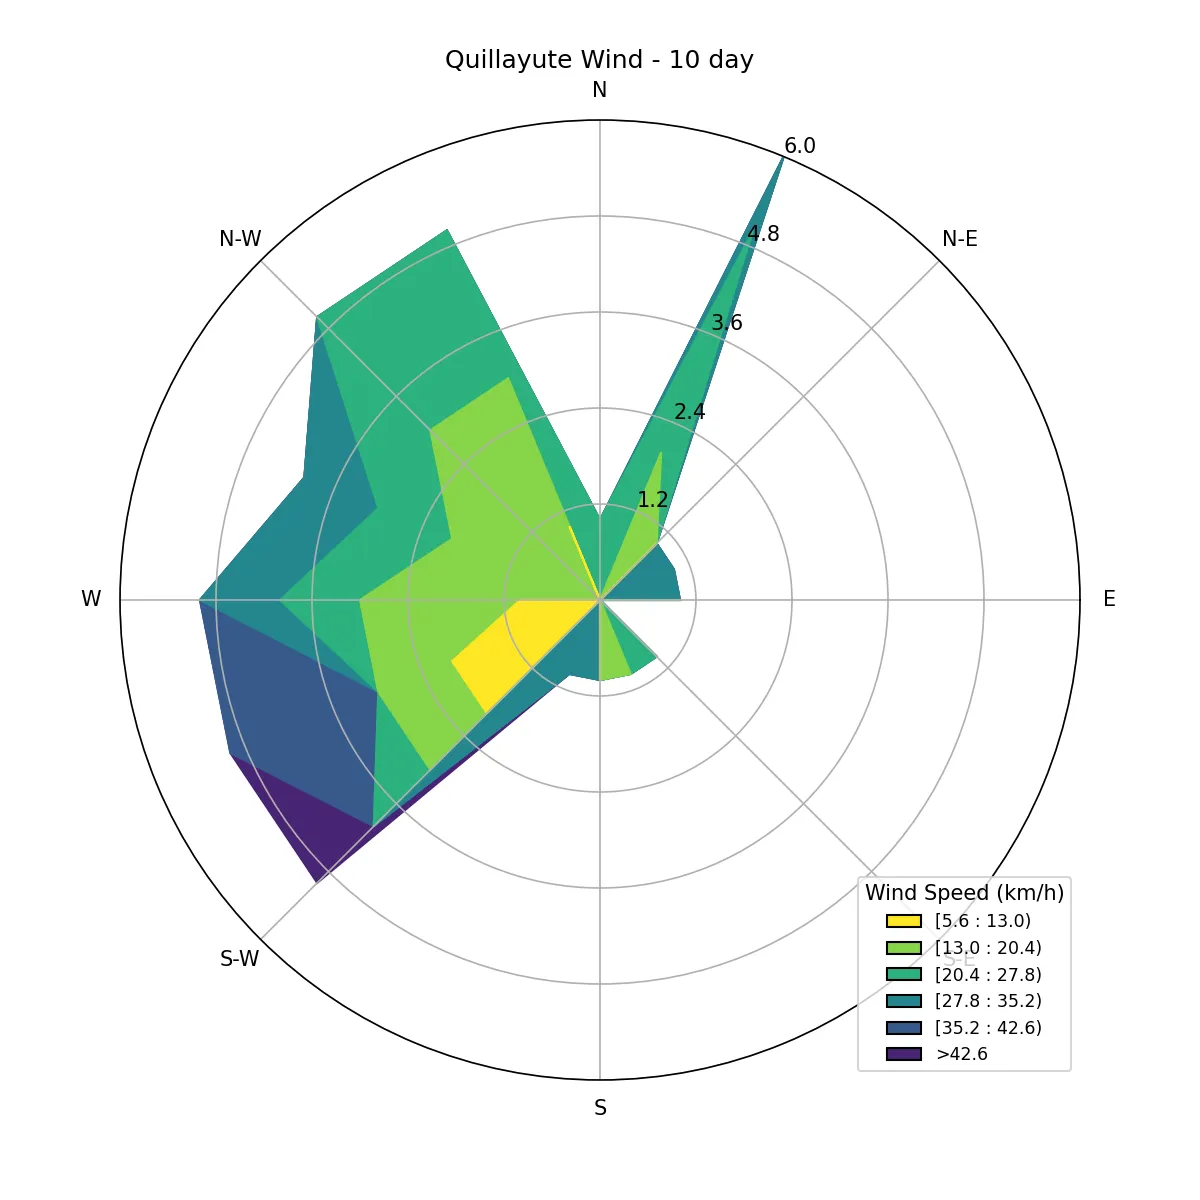 Quillayute Wind - 10 day
N
6.0
N-W
4.8
N-E
3.6
2.4
1.2
W
E
Wind Speed (km/h)
[5.6 : 13.0)
[13.0 : 20.4)
[20.4 : 27.8)
[27.8 : 35.2)
[35.2 : 42.6)
>42.6
S-W
S-E
S